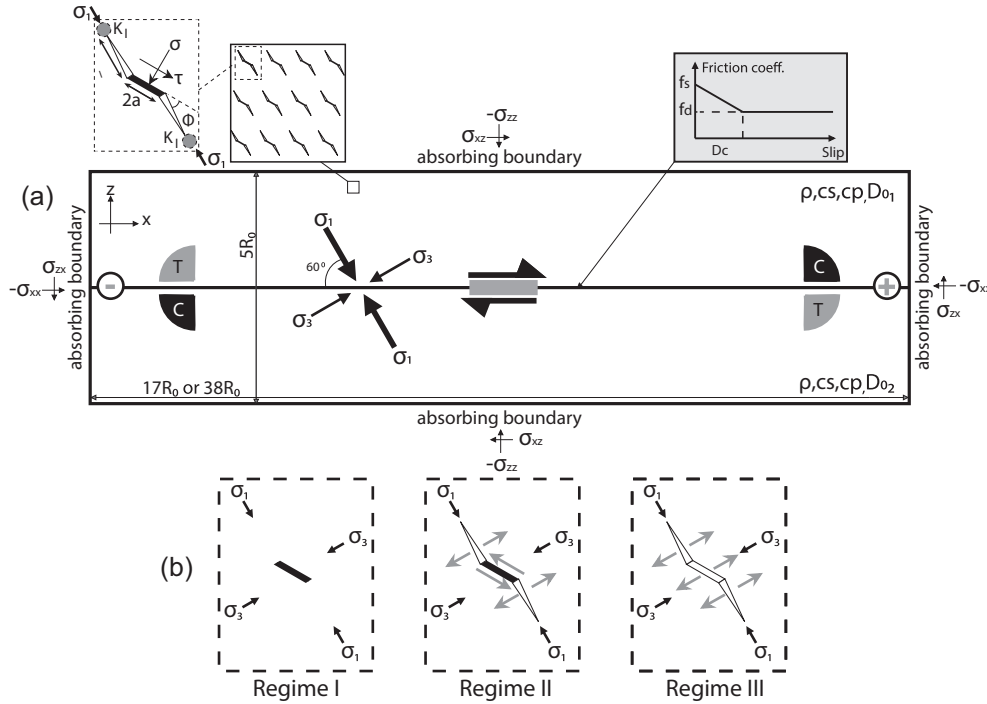 σ₁
K_I
σ
τ
2a
Φ
K_I
σ₁
Friction coeff.
fs
fd
Dc
Slip
-σzz
σxz
absorbing boundary
(a)
z
x
5R₀
ρ,cs,cp,D₀₁
σ₁
60°
σ₃
σ₃
σ₁
T
C
-
C
T
+
absorbing boundary
σzx
-σxx
absorbing boundary
-σxx
σzx
17R₀ or 38R₀
ρ,cs,cp,D₀₂
absorbing boundary
σxz
-σzz
(b)
σ₁
σ₃
σ₃
σ₁
Regime I
σ₁
σ₃
σ₃
σ₁
Regime II
σ₁
σ₃
σ₃
σ₁
Regime III